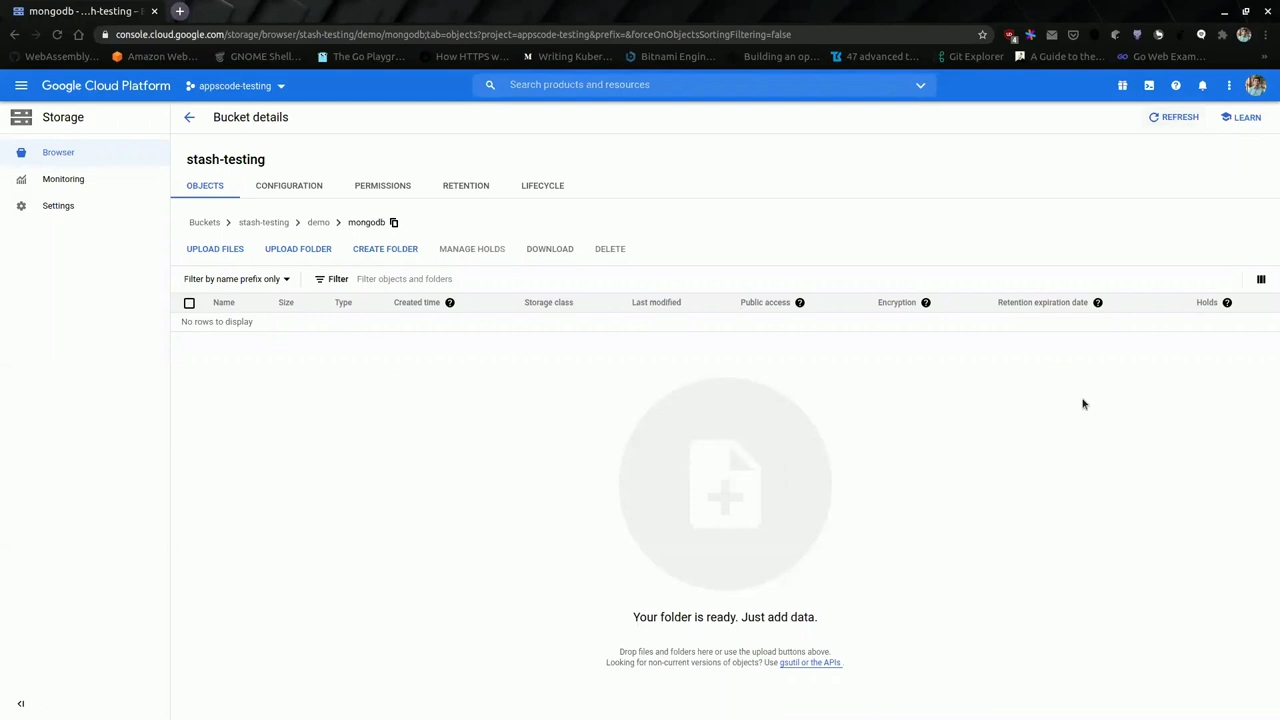 mongodb - ...h-testing - 
console.cloud.google.com/storage/browser/stash-testing/demo/mongodb;tab=objects?project=appscode-testing&prefix=&forceOnObjectsSortingFiltering=false
WebAssembly... Amazon Web... GNOME Shell... The Go Playgr... How HTTPS w... Writing Kuber... Bitnami Engin... Building an op... 47 advanced t... Git Explorer A Guide to the... Go Web Exam...
Google Cloud Platform appscode-testing Search products and resources
Storage Bucket details REFRESH LEARN
Browser
Monitoring
Settings
stash-testing
OBJECTS CONFIGURATION PERMISSIONS RETENTION LIFECYCLE
Buckets > stash-testing > demo > mongodb
UPLOAD FILES UPLOAD FOLDER CREATE FOLDER MANAGE HOLDS DOWNLOAD DELETE
Filter by name prefix only Filter Filter objects and folders
Name Size Type Created time Storage class Last modified Public access Encryption Retention expiration date Holds
No rows to display
Your folder is ready. Just add data.
Drop files and folders here or use the upload buttons above.
Looking for non-current versions of objects? Use gsutil or the APIs.